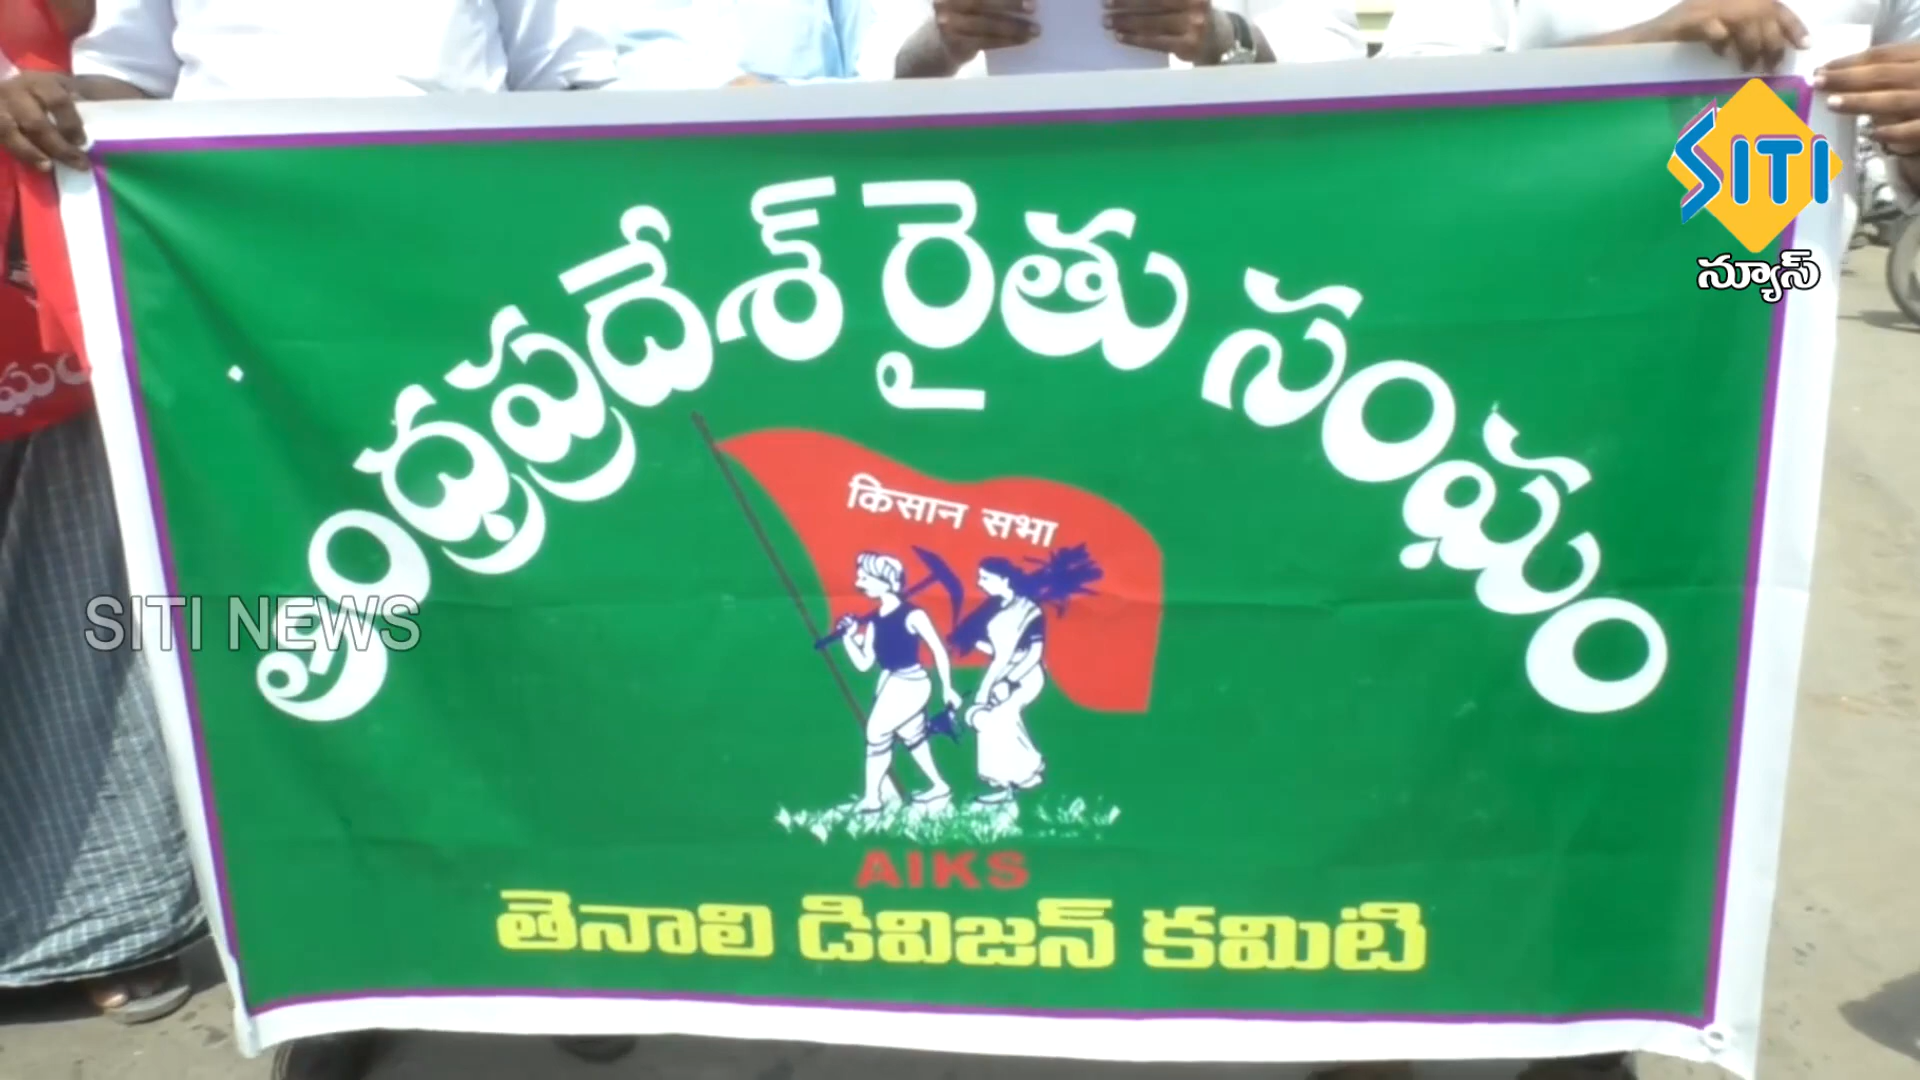 SITI
న్యూస్
ఆంధ్రప్రదేశ్ రైతు సంఘం
किसान सभा
SITI NEWS
AIKS
తెనాలి డివిజన్ కమిటి